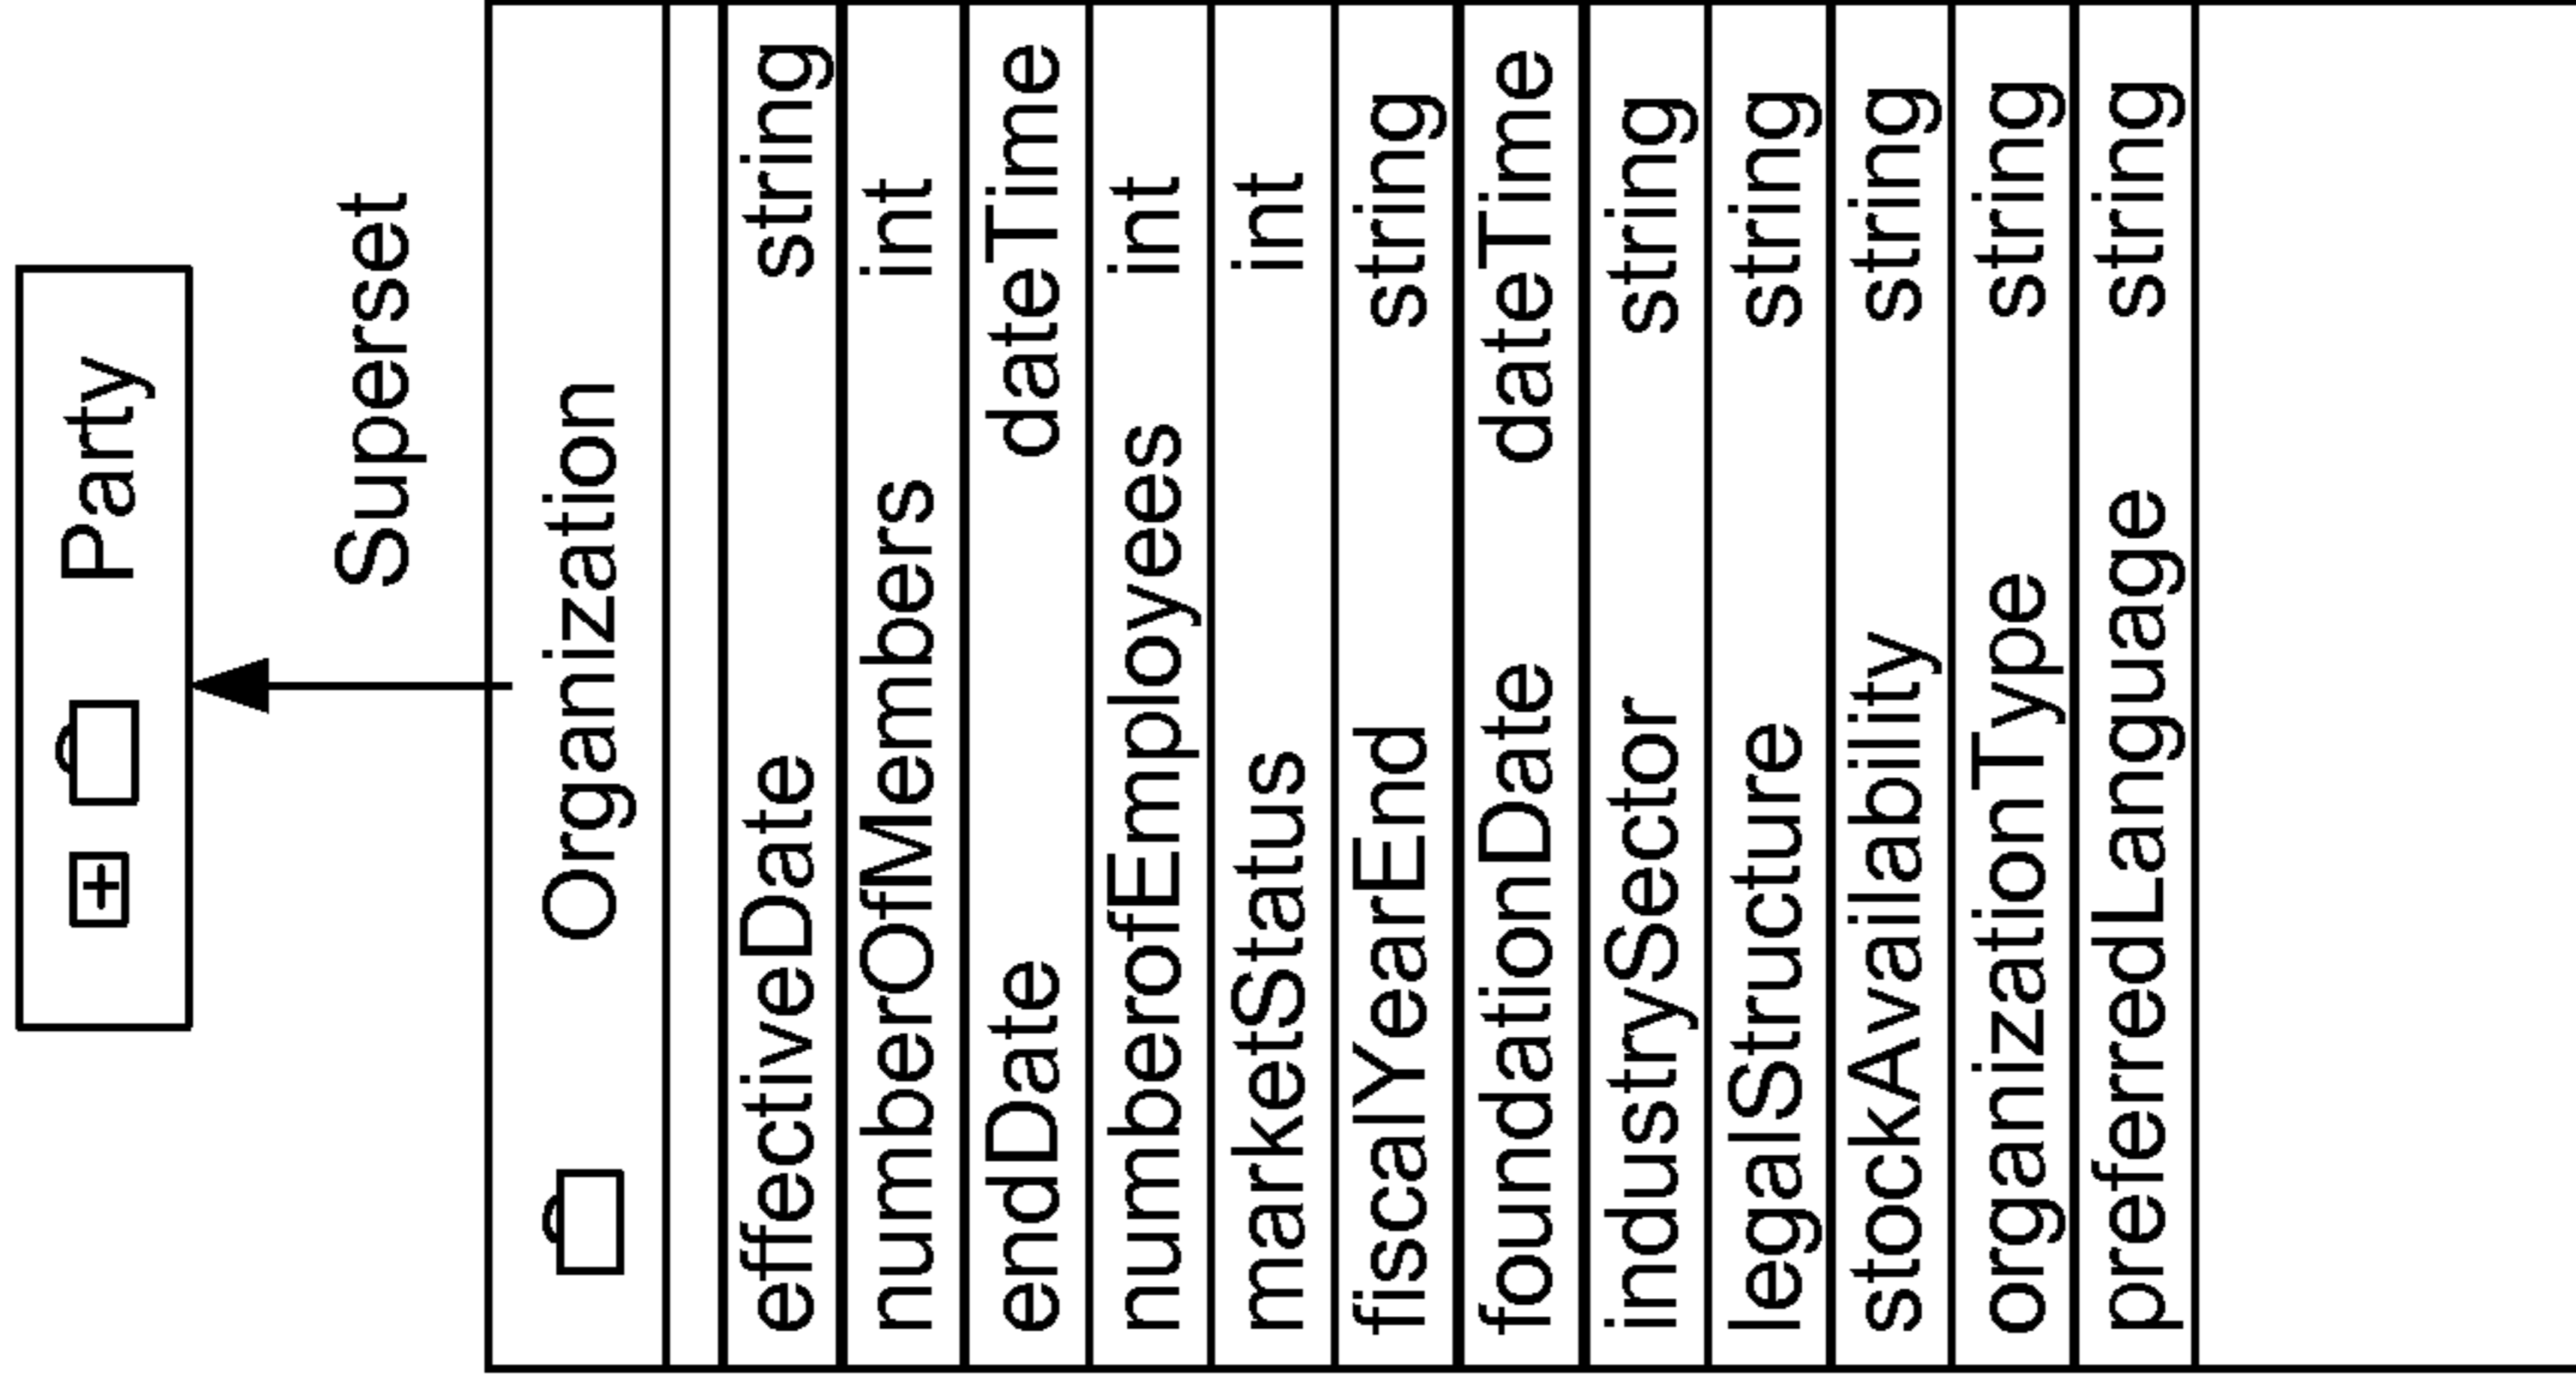 Party
Superset
Organization
effectiveDate string
numberOfMembers int
endDate dateTime
numberofEmployees int
marketStatus int
fiscalYearEnd string
foundationDate dateTime
industrySector string
legalStructure string
stockAvailability string
organizationType string
preferredLanguage string